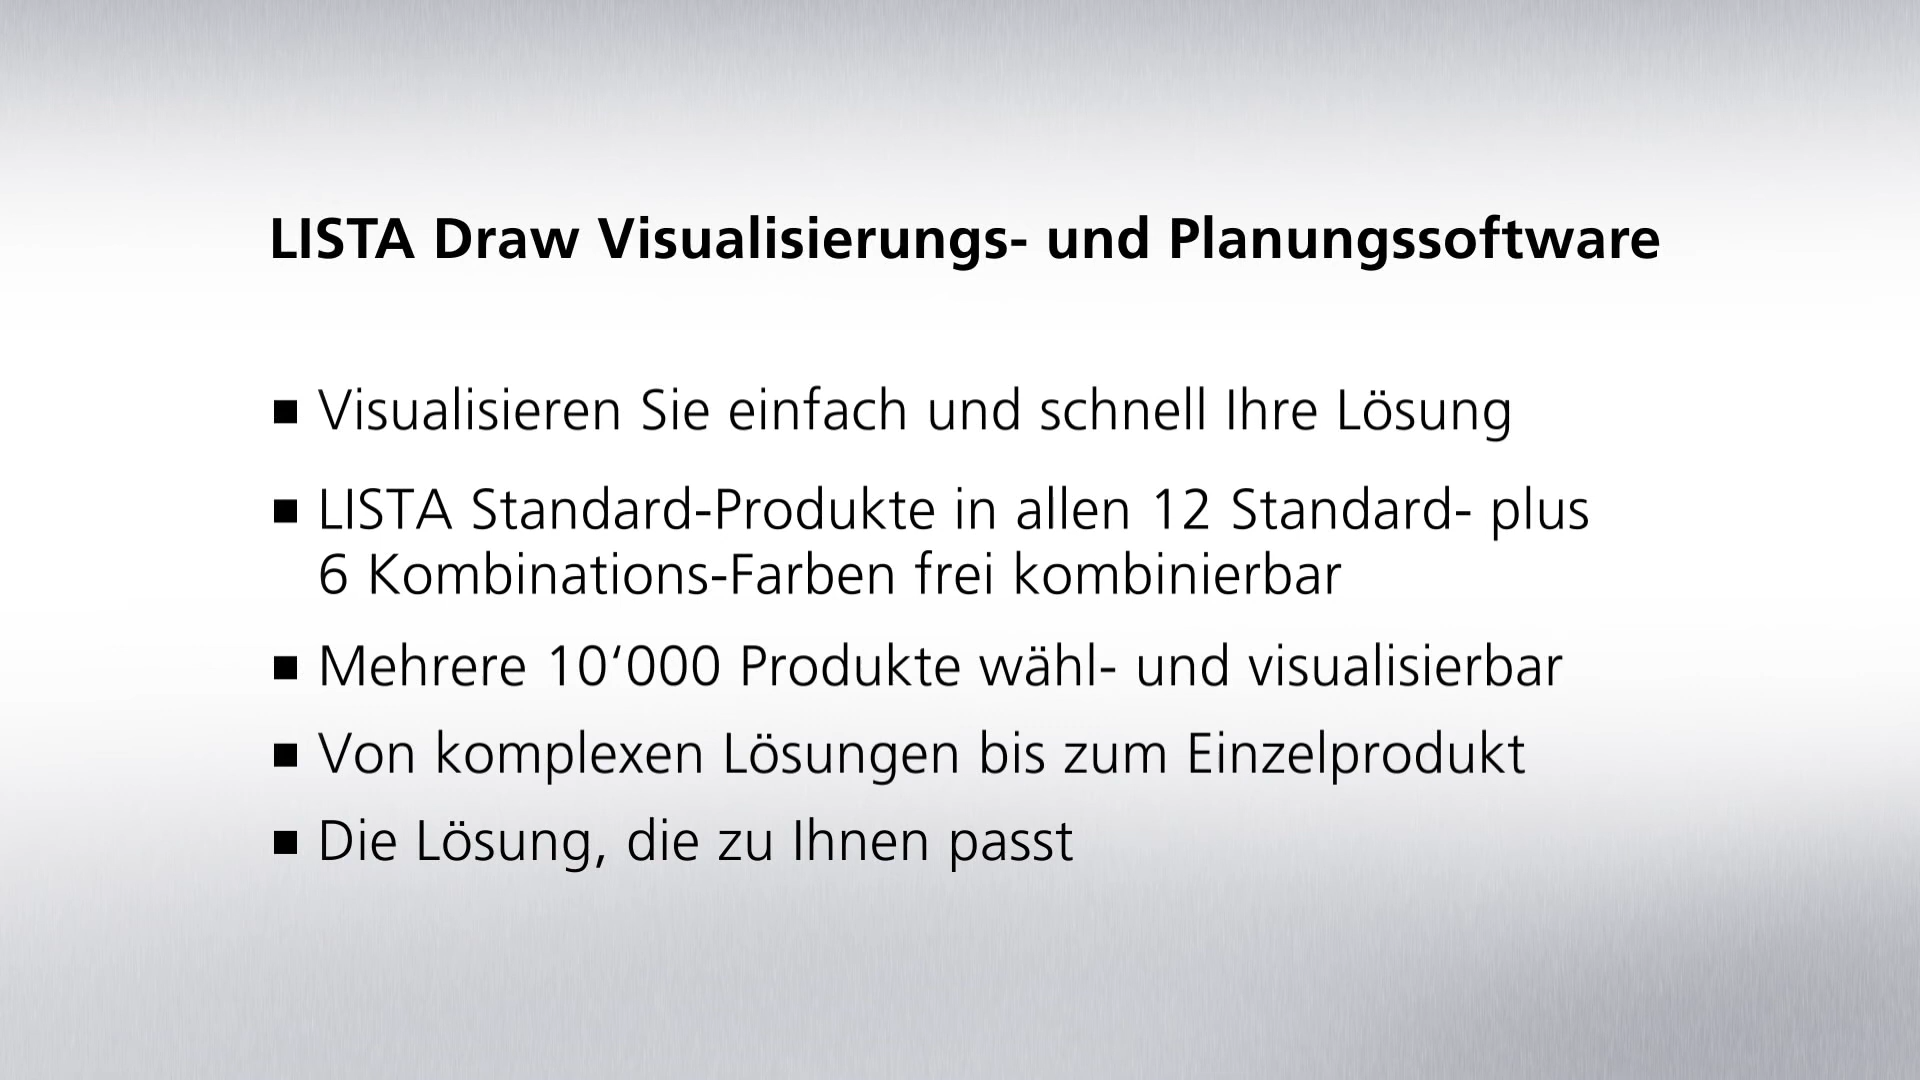 LISTA Draw Visualisierungs- und Planungssoftware
■ Visualisieren Sie einfach und schnell Ihre Lösung
■ LISTA Standard-Produkte in allen 12 Standard- plus
6 Kombinations-Farben frei kombinierbar
■ Mehrere 10‘000 Produkte wähl- und visualisierbar
■ Von komplexen Lösungen bis zum Einzelprodukt
■ Die Lösung, die zu Ihnen passt